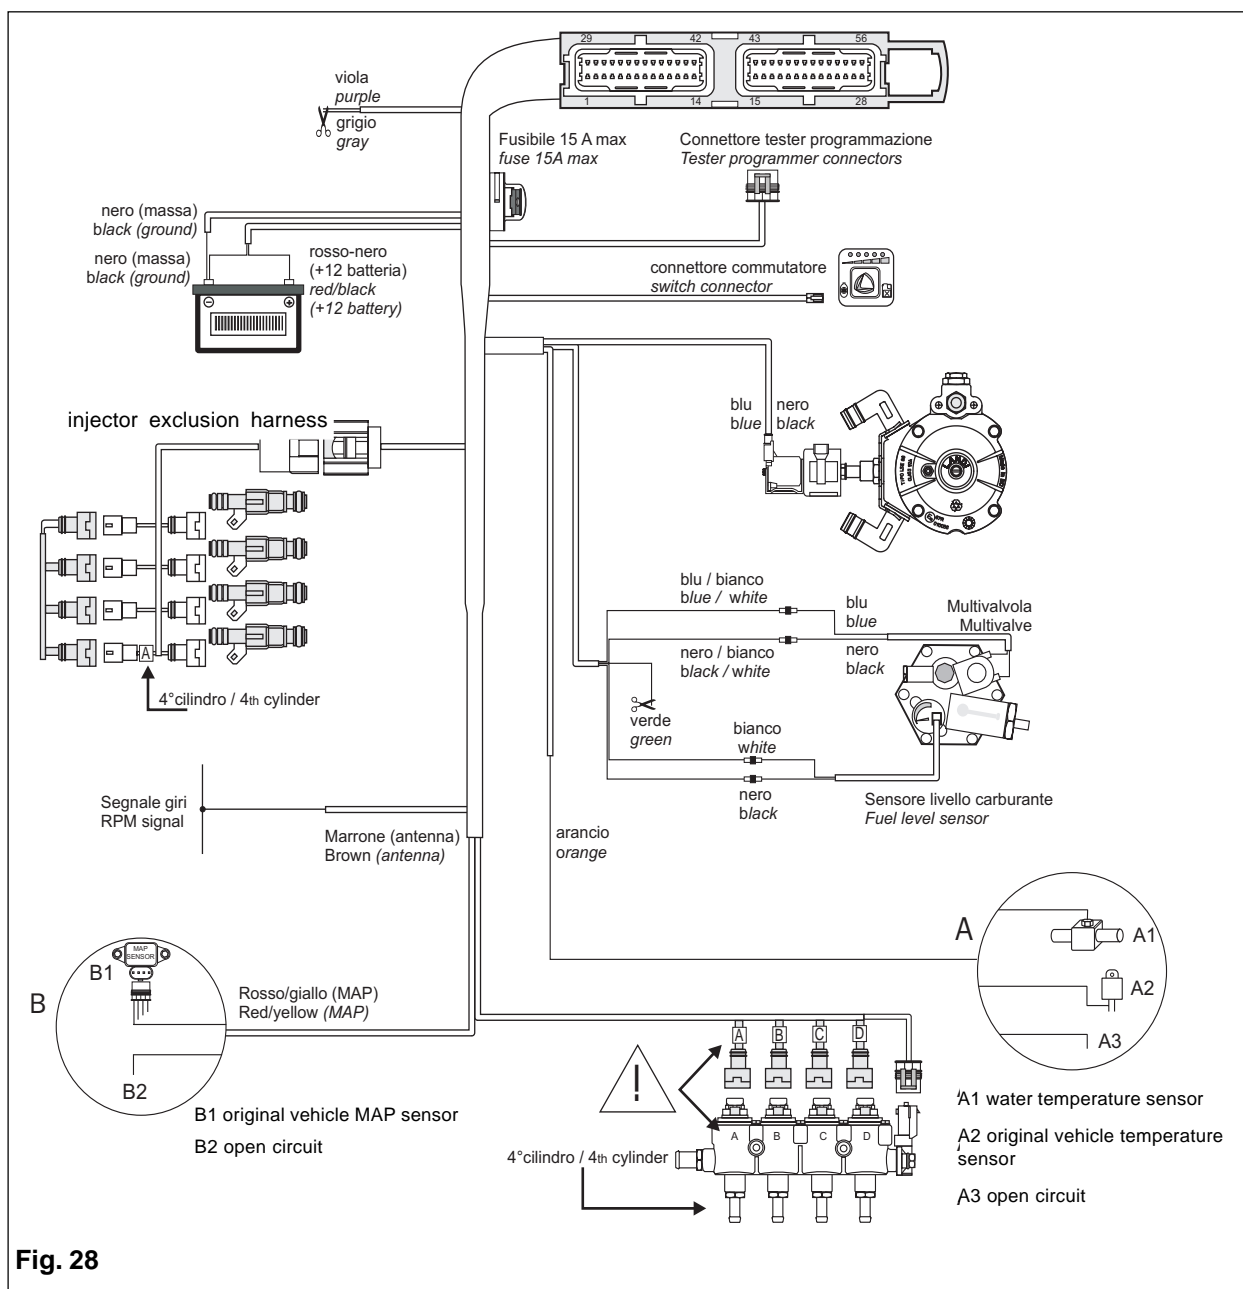 29 42 43 56
1 14 15 28
viola
purple
grigio
gray
Fusibile 15 A max
fuse 15A max
Connettore tester programmazione
Tester programmer connectors
nero (massa)
black (ground)
nero (massa)
black (ground)
rosso-nero
(+12 batteria)
red/black
(+12 battery)
connettore commutatore
switch connector
injector exclusion harness
blu
blue
nero
black
LANDI
A
4°cilindro / 4th cylinder
blu / bianco
blue / white
blu
blue
Multivalvola
Multivalve
nero / bianco
black / white
nero
black
verde
green
bianco
white
nero
black
Sensore livello carburante
Fuel level sensor
Segnale giri
RPM signal
Marrone (antenna)
Brown (antenna)
arancio
orange
A
A1
A2
A3
MAP
SENSOR
B1
B
B2
Rosso/giallo (MAP)
Red/yellow (MAP)
B1 original vehicle MAP sensor
B2 open circuit
A B C D
!
A B C D
4°cilindro / 4th cylinder
A1 water temperature sensor
A2 original vehicle temperature
sensor
A3 open circuit
Fig. 28